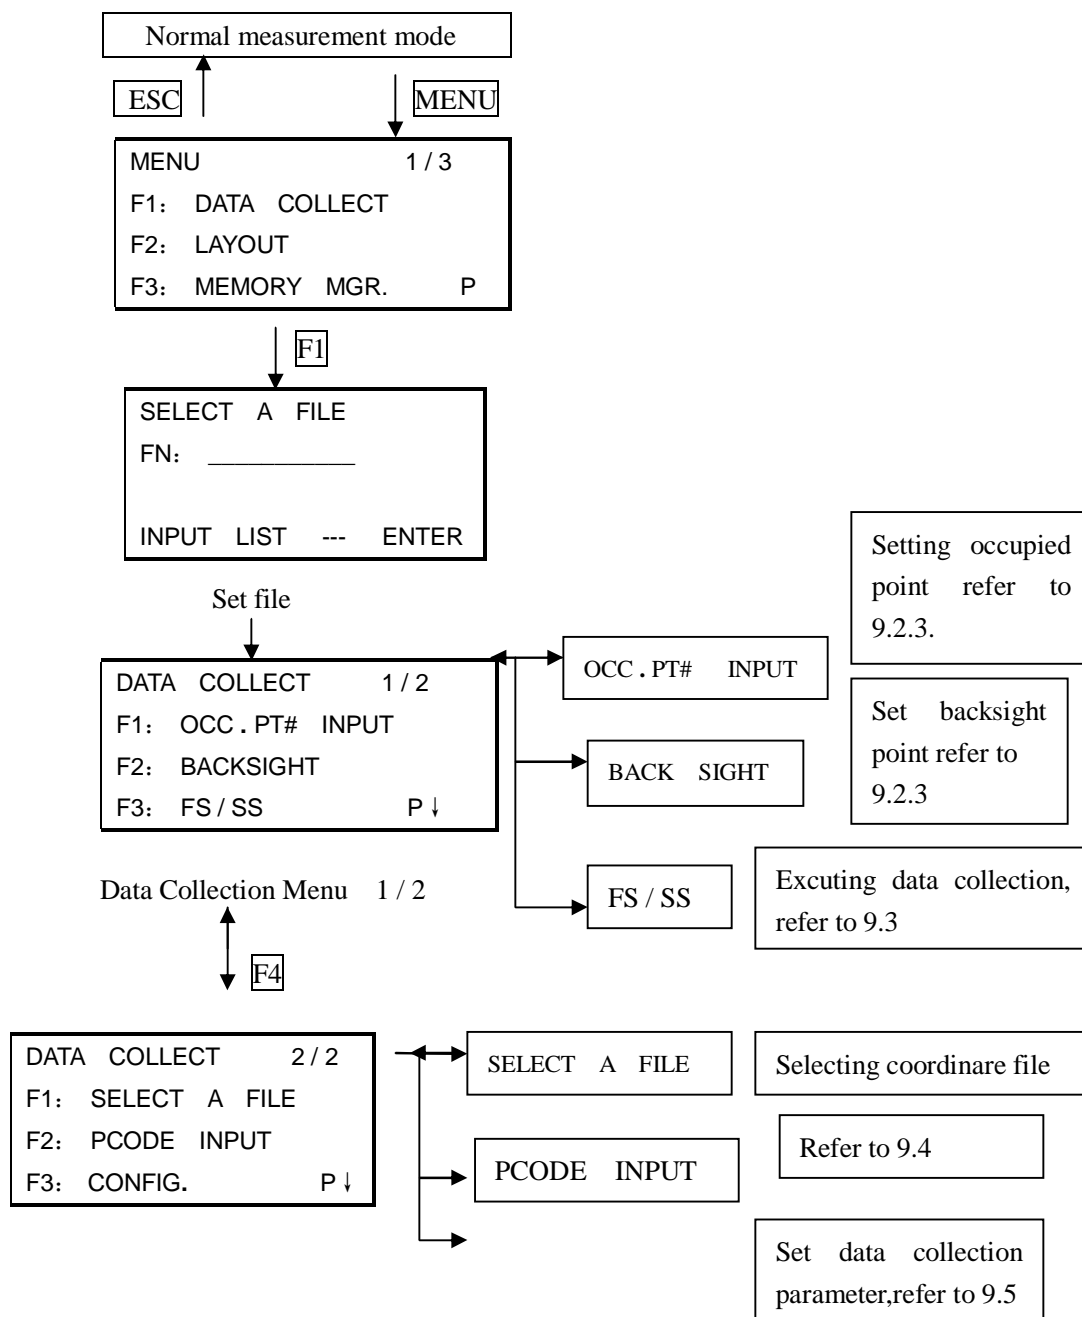 Normal measurement mode
ESC
MENU
MENU 1 / 3
F1: DATA COLLECT
F2: LAYOUT
F3: MEMORY MGR. P
F1
SELECT A FILE
FN: ___________
INPUT LIST --- ENTER
Set file
DATA COLLECT 1 / 2
F1: OCC . PT# INPUT
F2: BACKSIGHT
F3: FS / SS P↓
OCC . PT# INPUT
Setting occupied
point refer to
9.2.3.
BACK SIGHT
Set backsight
point refer to
9.2.3
FS / SS
Excuting data collection,
refer to 9.3
Data Collection Menu 1 / 2
F4
DATA COLLECT 2 / 2
F1: SELECT A FILE
F2: PCODE INPUT
F3: CONFIG. P↓
SELECT A FILE
Selecting coordinare file
PCODE INPUT
Refer to 9.4
Set data collection
parameter,refer to 9.5